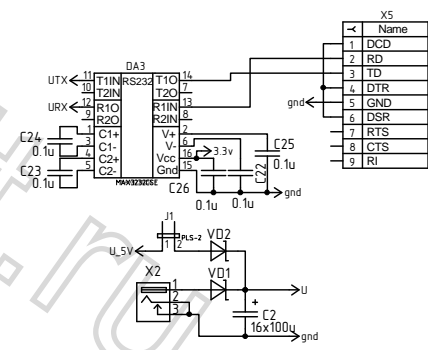 X5
Name
1 DCD
2 RD
3 TD
4 DTR
5 GND
6 DSR
7 RTS
8 CTS
9 RI
gnd
DA3
UTX 11 T1IN RS232 T1O 14
10 T2IN T2O 7
URX 12 R1O R1IN 13
9 R2O R2IN 8
C24 1 C1+ V+ 2 C25
0.1u 3 C1- V- 6 3.3v 0.1u
4 C2+ Vcc 16
C23 5 C2- Gnd 15 C22
0.1u MAX3232CSE C26 gnd
0.1u 0.1u
J1
PLS-2
U_5V 1 2 VD2
X2 1 VD1 U
2
3 + C2
16x100u
gnd